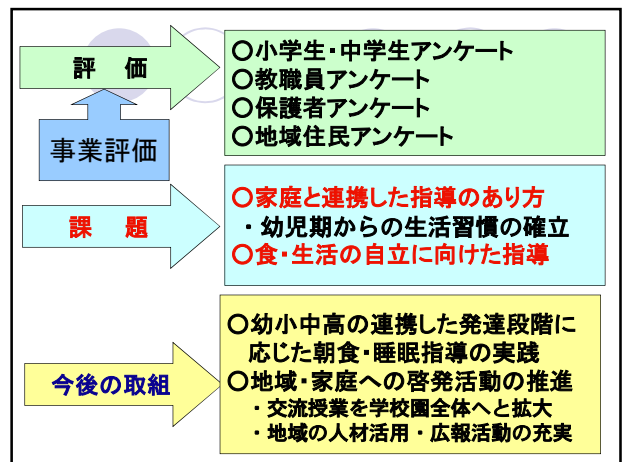 評 価
○小学生・中学生アンケート
○教職員アンケート
○保護者アンケート
○地域住民アンケート
事業評価
課 題
○家庭と連携した指導のあり方
・幼児期からの生活習慣の確立
○食・生活の自立に向けた指導
今後の取組
○幼小中高の連携した発達段階に
応じた朝食・睡眠指導の実践
○地域・家庭への啓発活動の推進
・交流授業を学校園全体へと拡大
・地域の人材活用・広報活動の充実